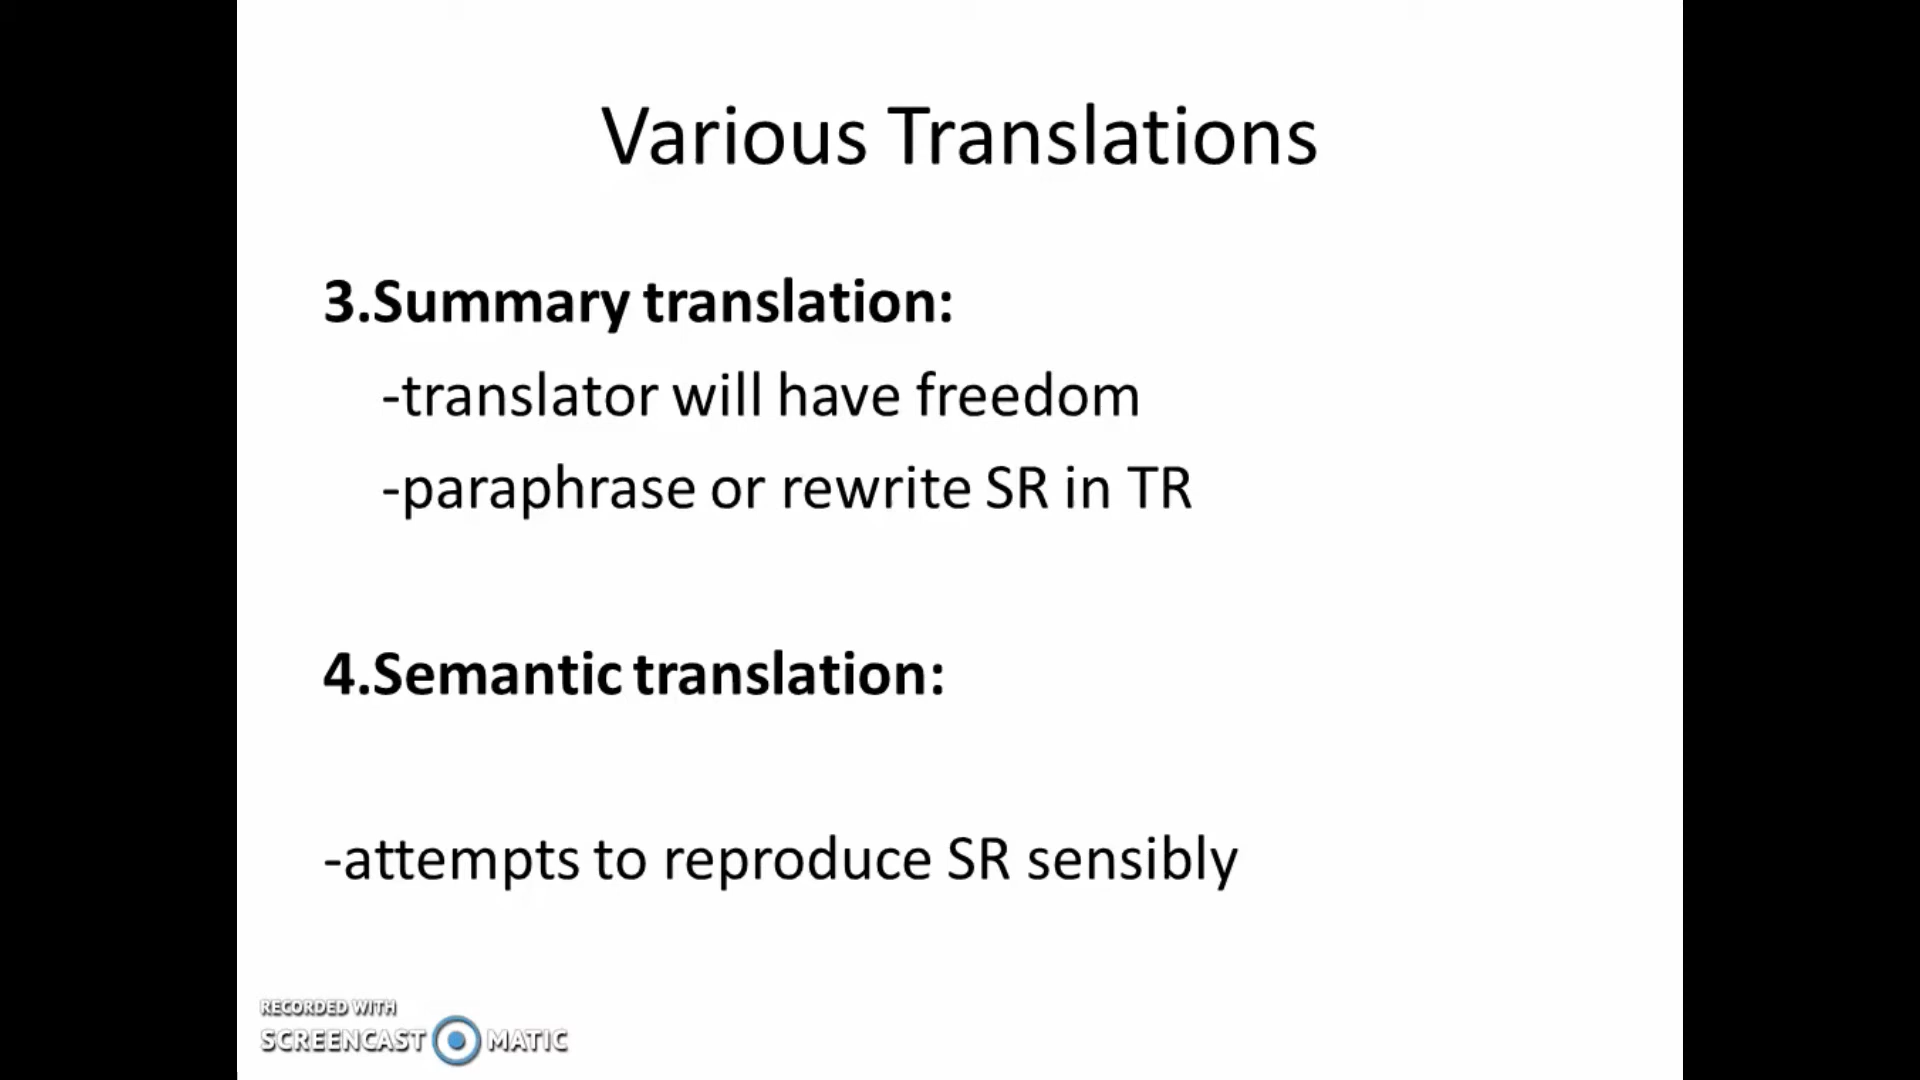 Various Translations
3.Summary translation:
-translator will have freedom
-paraphrase or rewrite SR in TR
4.Semantic translation:
-attempts to reproduce SR sensibly
RECORDED WITH
SCREENCAST MATIC